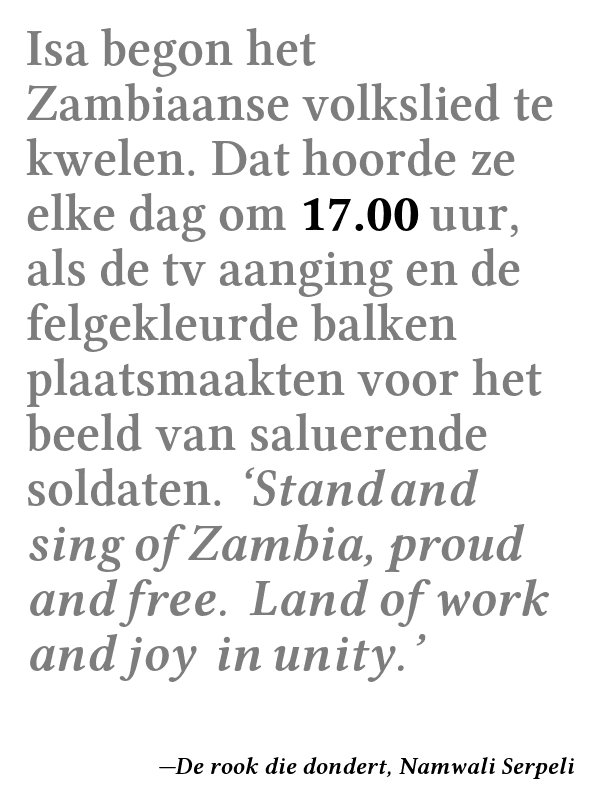 Isa begon het
Zambiaanse volkslied te
kwelen. Dat hoorde ze
elke dag om 17.00 uur,
als de tv aanging en de
felgekleurde balken
plaatsmaakten voor het
beeld van saluerende
soldaten. ‘Stand and
sing of Zambia, proud
and free. Land of work
and joy in unity.’
—De rook die dondert, Namwali Serpeli